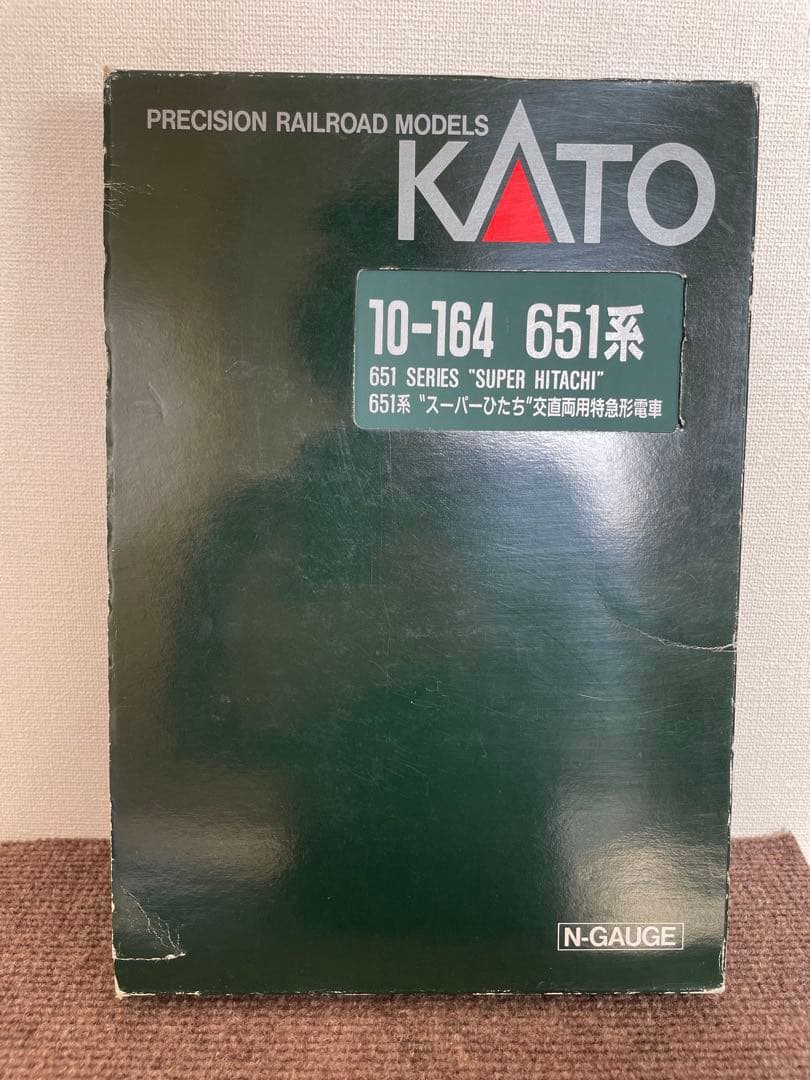 PRECISION RAILROAD MODELS
KATO
10-164 651系
651 SERIES "SUPER HITACHI"
651系 "スーパーひたち"交直両用特急形電車
N-GAUGE